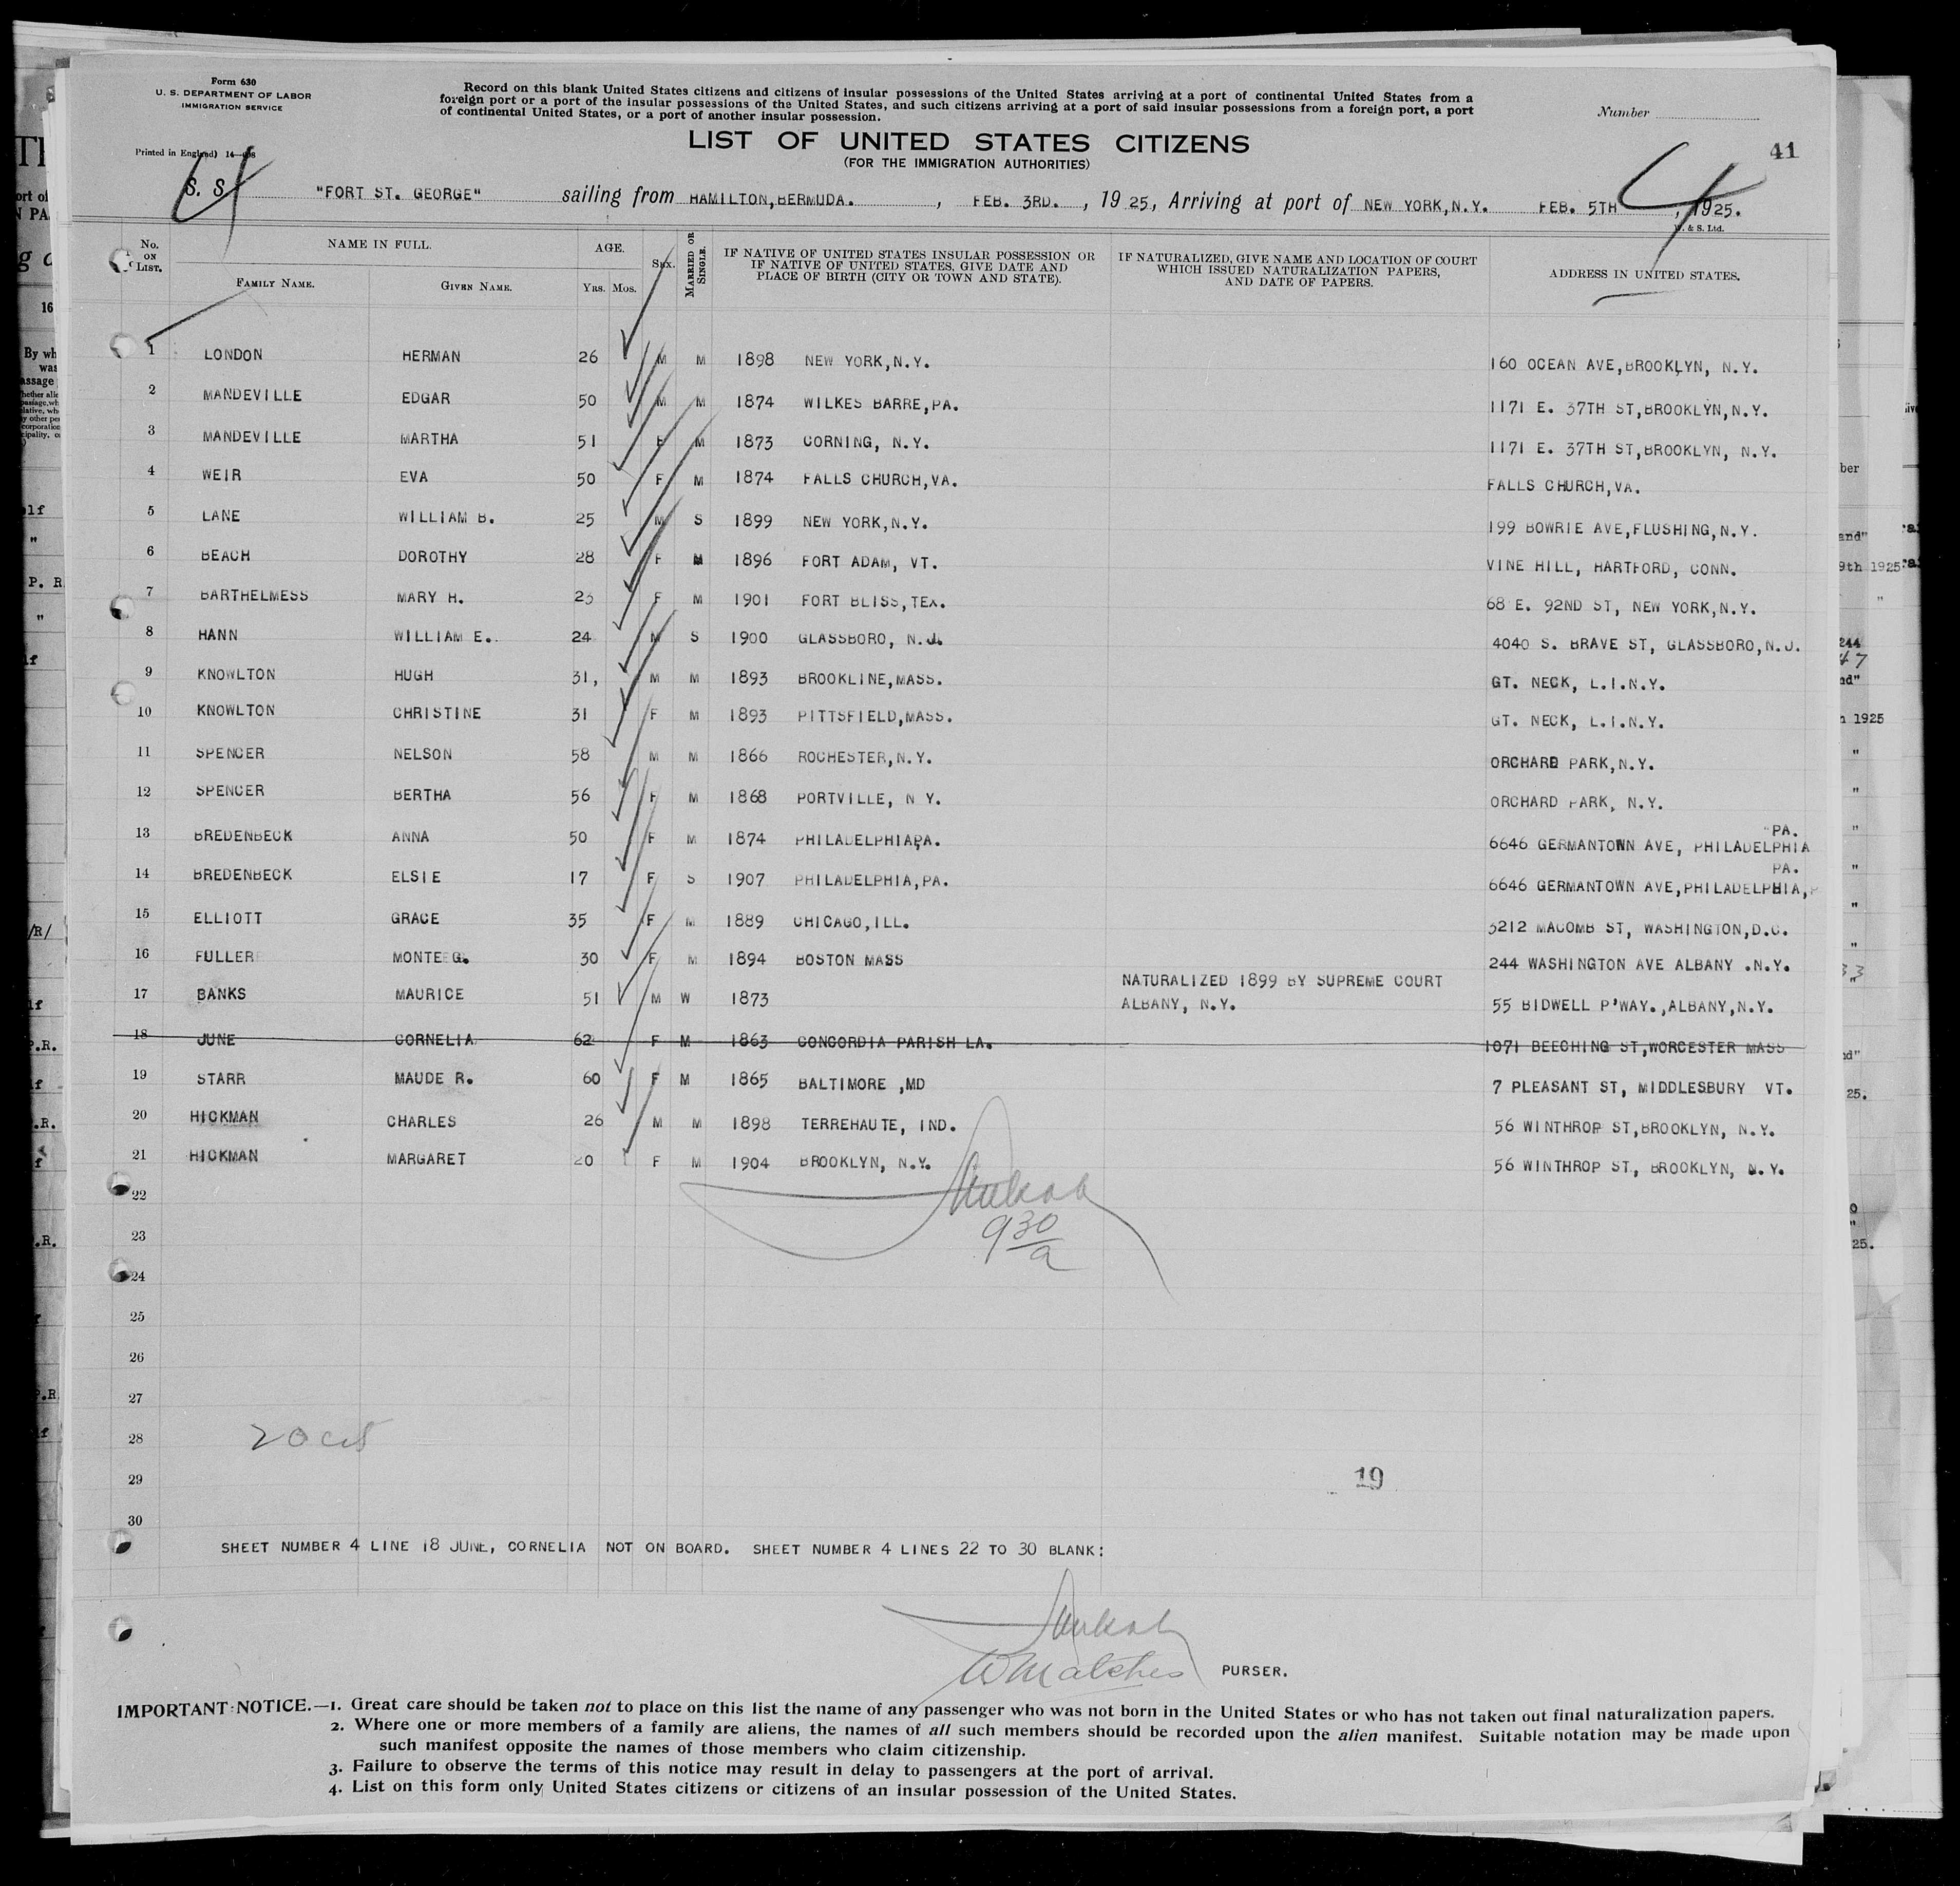 Form 630
U. S. DEPARTMENT OF LABOR
IMMIGRATION SERVICE
Record on this blank United States citizens and citizens of insular possessions of the United States arriving at a port of continental United States from a
foreign port or a port of the insular possessions of the United States, and such citizens arriving at a port of said insular possessions from a foreign port, a port
of continental United States, or a port of another insular possession.
Number
LIST OF UNITED STATES CITIZENS
(FOR THE IMMIGRATION AUTHORITIES)
Printed in England)
41
4 4
S. S. "FORT ST. GEORGE" sailing from HAMILTON,BERMUDA. , FEB. 3RD. , 19 25, Arriving at port of NEW YORK,N.Y. FEB. 5TH , 1925.
& S. Ltd.
No. ON LIST. NAME IN FULL. FAMILY NAME. GIVEN NAME. AGE. YRS. MOS. SEX. MARRIED OR SINGLE. IF NATIVE OF UNITED STATES INSULAR POSSESSION OR IF NATIVE OF UNITED STATES, GIVE DATE AND PLACE OF BIRTH (CITY OR TOWN AND STATE). IF NATURALIZED, GIVE NAME AND LOCATION OF COURT WHICH ISSUED NATURALIZATION PAPERS, AND DATE OF PAPERS. ADDRESS IN UNITED STATES.
1 LONDON HERMAN 26 M M 1898 NEW YORK,N.Y. 160 OCEAN AVE,BROOKLYN, N.Y.
2 MANDEVILLE EDGAR 50 M M 1874 WILKES BARRE,PA. 1171 E. 37TH ST,BROOKLYN,N.Y.
3 MANDEVILLE MARTHA 51 F M 1873 CORNING, N.Y. 1171 E. 37TH ST,BROOKLYN, N.Y.
4 WEIR EVA 50 F M 1874 FALLS CHURCH,VA. FALLS CHURCH,VA.
5 LANE WILLIAM B. 25 M S 1899 NEW YORK,N.Y. 199 BOWRIE AVE,FLUSHING,N.Y.
6 BEACH DOROTHY 28 F M 1896 FORT ADAM, VT. VINE HILL, HARTFORD, CONN.
7 BARTHELMESS MARY H. 23 F M 1901 FORT BLISS,TEX. 68 E. 92ND ST, NEW YORK,N.Y.
8 HANN WILLIAM E. 24 M S 1900 GLASSBORO, N.J. 4040 S. BRAVE ST, GLASSBORO,N.J.
9 KNOWLTON HUGH 31, M M 1893 BROOKLINE,MASS. GT. NECK, L.I.N.Y.
10 KNOWLTON CHRISTINE 31 F M 1893 PITTSFIELD,MASS. GT. NECK, L.I.N.Y.
11 SPENCER NELSON 58 M M 1866 ROCHESTER,N.Y. ORCHARD PARK,N.Y.
12 SPENCER BERTHA 56 F M 1868 PORTVILLE, N Y. ORCHARD PARK, N.Y.
13 BREDENBECK ANNA 50 F M 1874 PHILADELPHIAPA. 6646 GERMANTOWN AVE, PHILADELPHIA PA.
14 BREDENBECK ELSIE 17 F S 1907 PHILADELPHIA,PA. 6646 GERMANTOWN AVE,PHILADELPHIA, PA.
15 ELLIOTT GRACE 35 F M 1889 CHICAGO,ILL. 3212 MACOMB ST, WASHINGTON,D.C.
16 FULLER MONTE G. 30 F M 1894 BOSTON MASS 244 WASHINGTON AVE ALBANY .N.Y.
17 BANKS MAURICE 51 M W 1873 NATURALIZED 1899 BY SUPREME COURT ALBANY, N.Y. 55 BIDWELL P'WAY.,ALBANY,N.Y.
18 JUNE CORNELIA 62 F M 1863 CONCORDIA PARISH LA. 1071 BEECHING ST,WORCESTER MASS
19 STARR MAUDE R. 60 F M 1865 BALTIMORE ,MD 7 PLEASANT ST, MIDDLESBURY VT.
20 HICKMAN CHARLES 26 M M 1898 TERREHAUTE, IND. 56 WINTHROP ST,BROOKLYN, N.Y.
21 HICKMAN MARGARET 20 F M 1904 BROOKLYN, N.Y. 56 WINTHROP ST, BROOKLYN, N.Y.
22
9 30/a
23
24
25
26
27
28 20
29 19
30
SHEET NUMBER 4 LINE 18 JUNE, CORNELIA NOT ON BOARD. SHEET NUMBER 4 LINES 22 TO 30 BLANK:
PURSER.
IMPORTANT NOTICE.—1. Great care should be taken not to place on this list the name of any passenger who was not born in the United States or who has not taken out final naturalization papers.
2. Where one or more members of a family are aliens, the names of all such members should be recorded upon the alien manifest. Suitable notation may be made upon
such manifest opposite the names of those members who claim citizenship.
3. Failure to observe the terms of this notice may result in delay to passengers at the port of arrival.
4. List on this form only United States citizens or citizens of an insular possession of the United States.